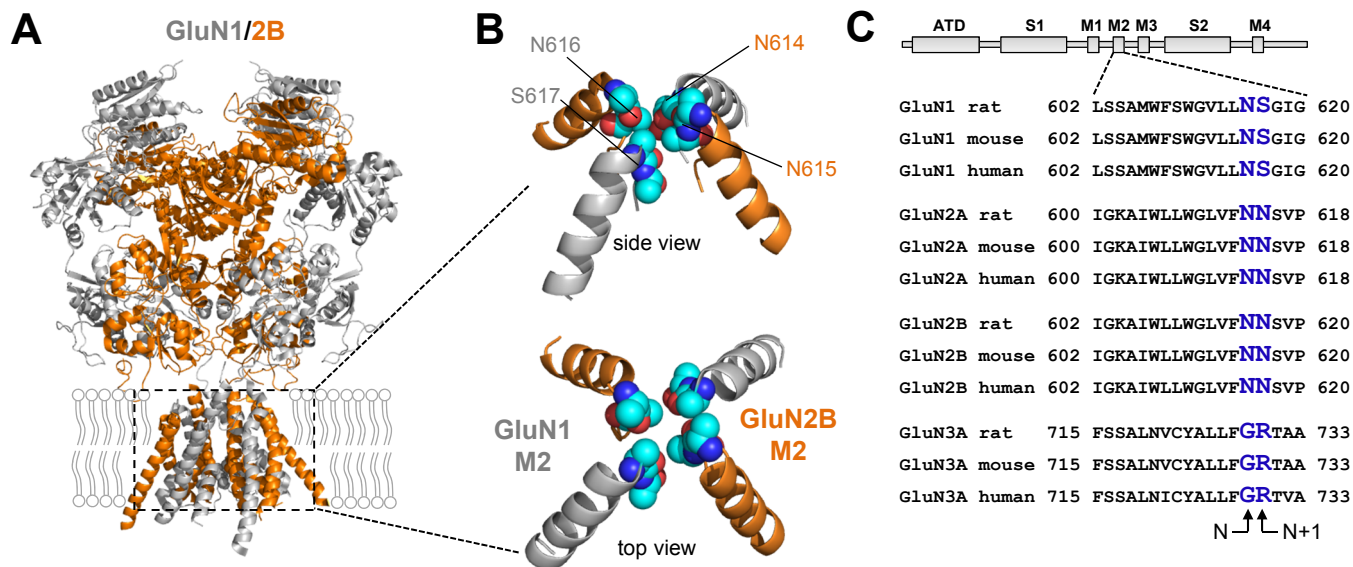 A
GluN1/2B
B
N616
N614
S617
N615
side view
GluN1
M2
GluN2B
M2
top view
C
ATD S1 M1 M2 M3 S2 M4
GluN1 rat 602 LSSAMWFSWGVLLNSGIG 620
GluN1 mouse 602 LSSAMWFSWGVLLNSGIG 620
GluN1 human 602 LSSAMWFSWGVLLNSGIG 620
GluN2A rat 600 IGKAIWLLWGLVFNNSVP 618
GluN2A mouse 600 IGKAIWLLWGLVFNNSVP 618
GluN2A human 600 IGKAIWLLWGLVFNNSVP 618
GluN2B rat 602 IGKAIWLLWGLVFNNSVP 620
GluN2B mouse 602 IGKAIWLLWGLVFNNSVP 620
GluN2B human 602 IGKAIWLLWGLVFNNSVP 620
GluN3A rat 715 FSSALNVCYALLFGRTAA 733
GluN3A mouse 715 FSSALNVCYALLFGRTAA 733
GluN3A human 715 FSSALNICYALLFGRTVA 733
N N+1